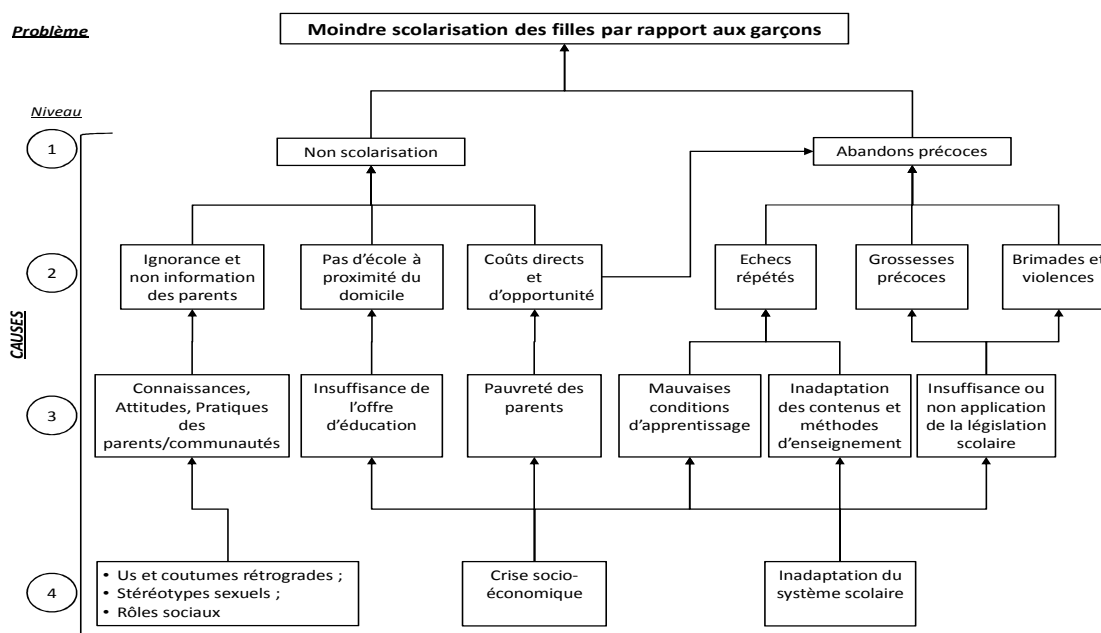 Problème
Moindre scolarisation des filles par rapport aux garçons
Niveau
1
Non scolarisation
Abandons précoces
CAUSES
2
Ignorance et
non information
des parents
Pas d'école à
proximité du
domicile
Coûts directs
et
d'opportunité
Echecs
répétés
Grossesses
précoces
Brimades et
violences
3
Connaissances,
Attitudes, Pratiques
des
parents/communautés
Insuffisance de
l'offre
d'éducation
Pauvreté des
parents
Mauvaises
conditions
d'apprentissage
Inadaptation
des contenus et
méthodes
d'enseignement
Insuffisance ou
non application
de la législation
scolaire
4
• Us et coutumes rétrogrades ;
• Stéréotypes sexuels ;
• Rôles sociaux
Crise socio-
économique
Inadaptation du
système scolaire